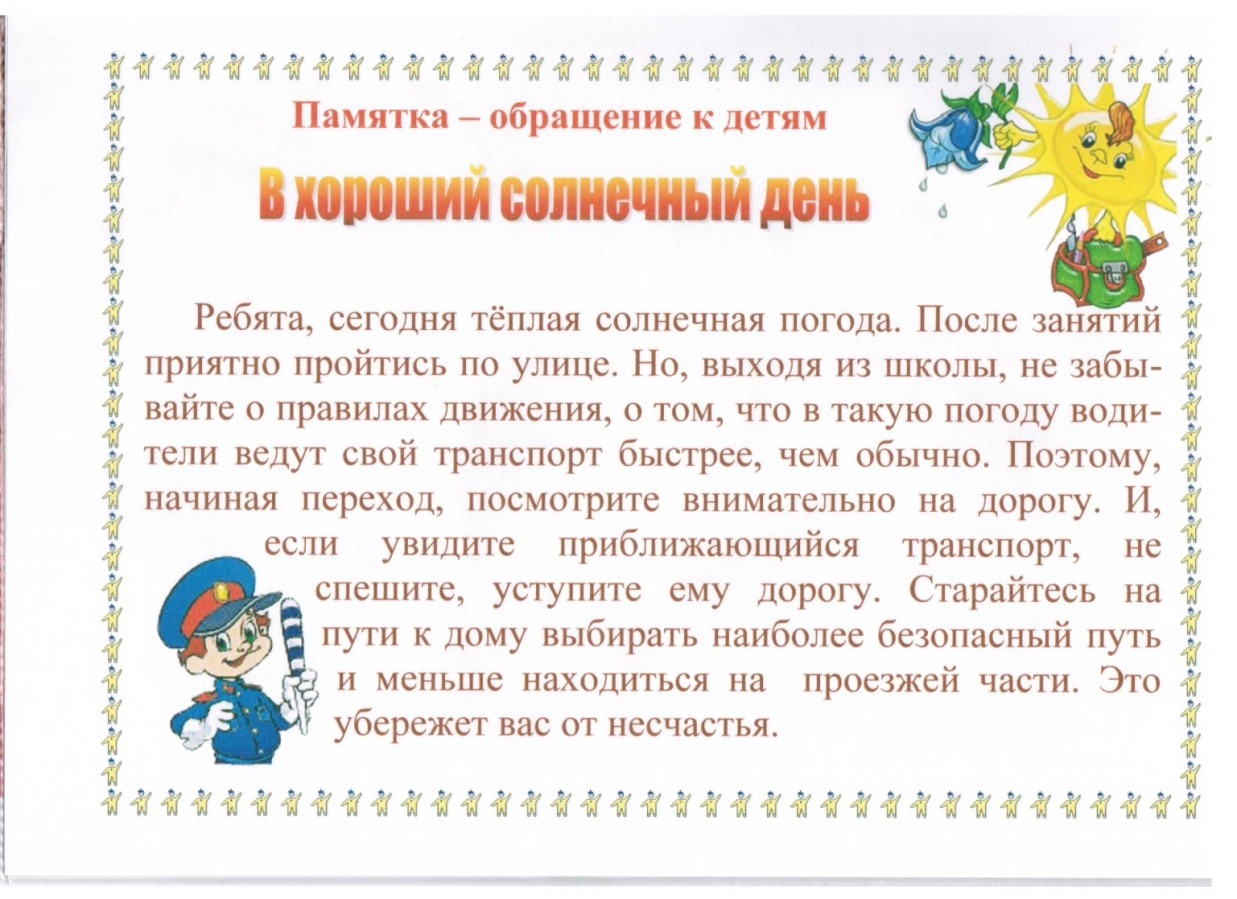 Памятка – обращение к детям
В хороший солнечный день
Ребята, сегодня тёплая солнечная погода. После занятий
приятно пройтись по улице. Но, выходя из школы, не забы-
вайте о правилах движения, о том, что в такую погоду води-
тели ведут свой транспорт быстрее, чем обычно. Поэтому,
начиная переход, посмотрите внимательно на дорогу. И,
если увидите приближающийся транспорт, не
спешите, уступите ему дорогу. Старайтесь на
пути к дому выбирать наиболее безопасный путь
и меньше находиться на проезжей части. Это
убережет вас от несчастья.